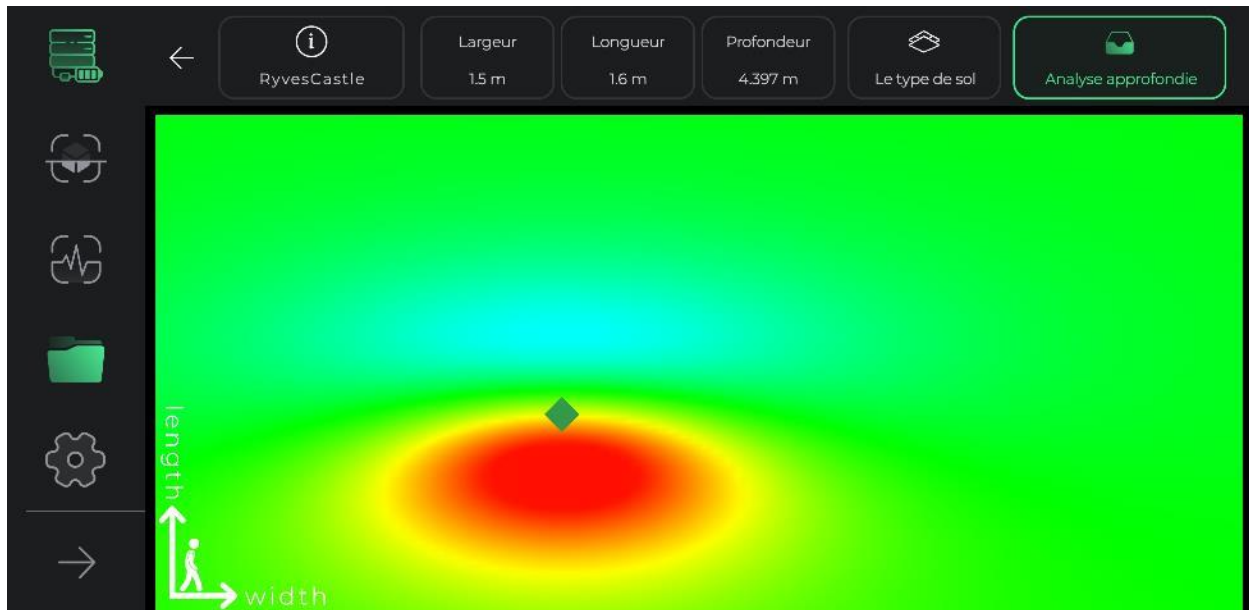 RyvesCastle
Largeur
1.5 m
Longueur
1.6 m
Profondeur
4.397 m
Le type de sol
Analyse approfondie
length
width